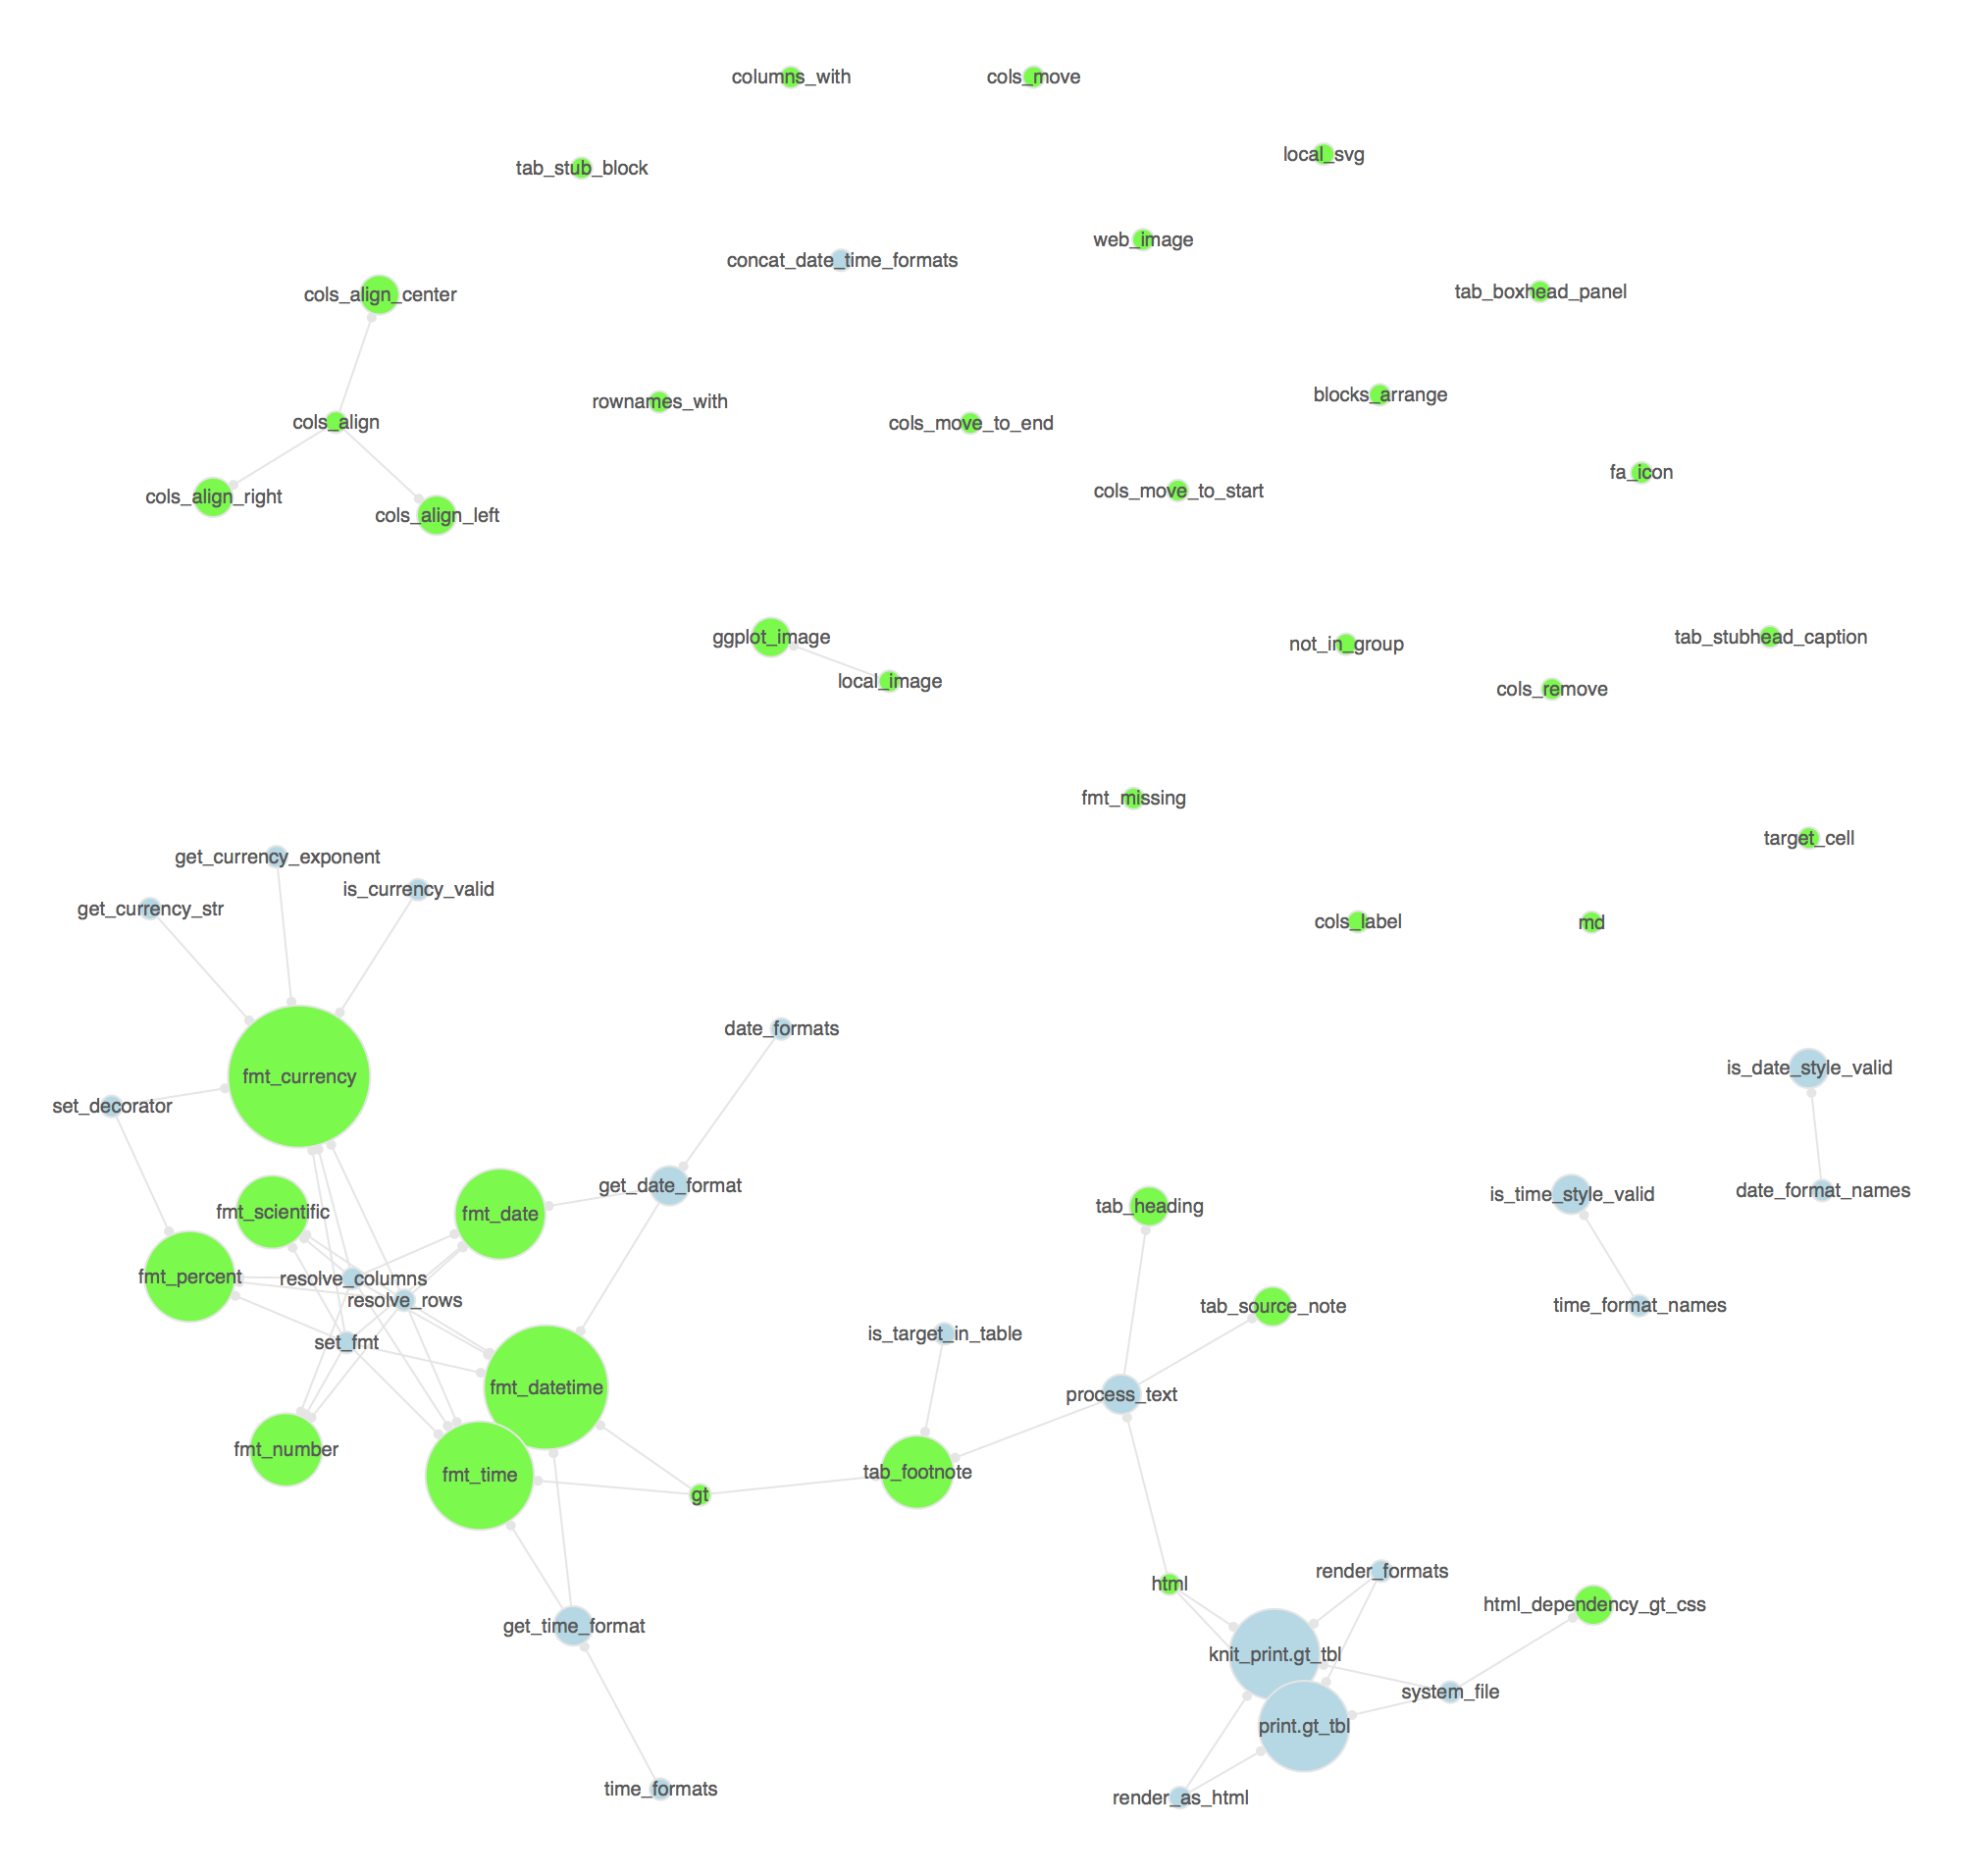 columns_with
cols_move
local_svg
tab_stub_block
web_image
concat_date_time_formats
tab_boxhead_panel
cols_align_center
blocks_arrange
rownames_with
cols_align
cols_move_to_end
fa_icon
cols_move_to_start
cols_align_right
cols_align_left
ggplot_image
tab_stubhead_caption
not_in_group
local_image
cols_remove
fmt_missing
target_cell
get_currency_exponent
is_currency_valid
get_currency_str
cols_label
md
date_formats
is_date_style_valid
fmt_currency
set_decorator
get_date_format
date_format_names
is_time_style_valid
tab_heading
fmt_scientific
fmt_date
fmt_percent
resolve_columns
resolve_rows
time_format_names
tab_source_note
is_target_in_table
set_fmt
fmt_datetime
process_text
fmt_number
tab_footnote
fmt_time
gt
render_formats
html
html_dependency_gt_css
get_time_format
knit_print.gt_tbl
system_file
print.gt_tbl
time_formats
render_as_html